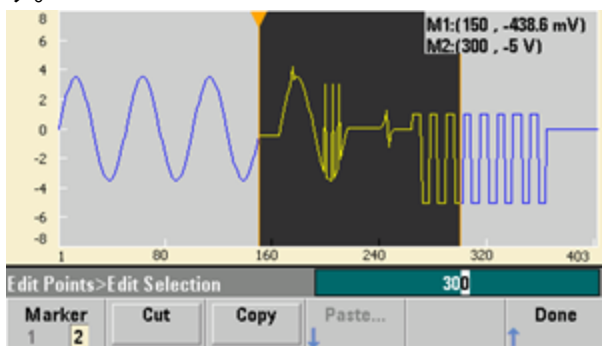 8
M1:(150 , -438.6 mV)
6
M2:(300 , -5 V)
4
2
0
-2
-4
-6
-8
1 80 160 240 320 403
Edit Points>Edit Selection 300
Marker Cut Copy Paste... Done
1 2